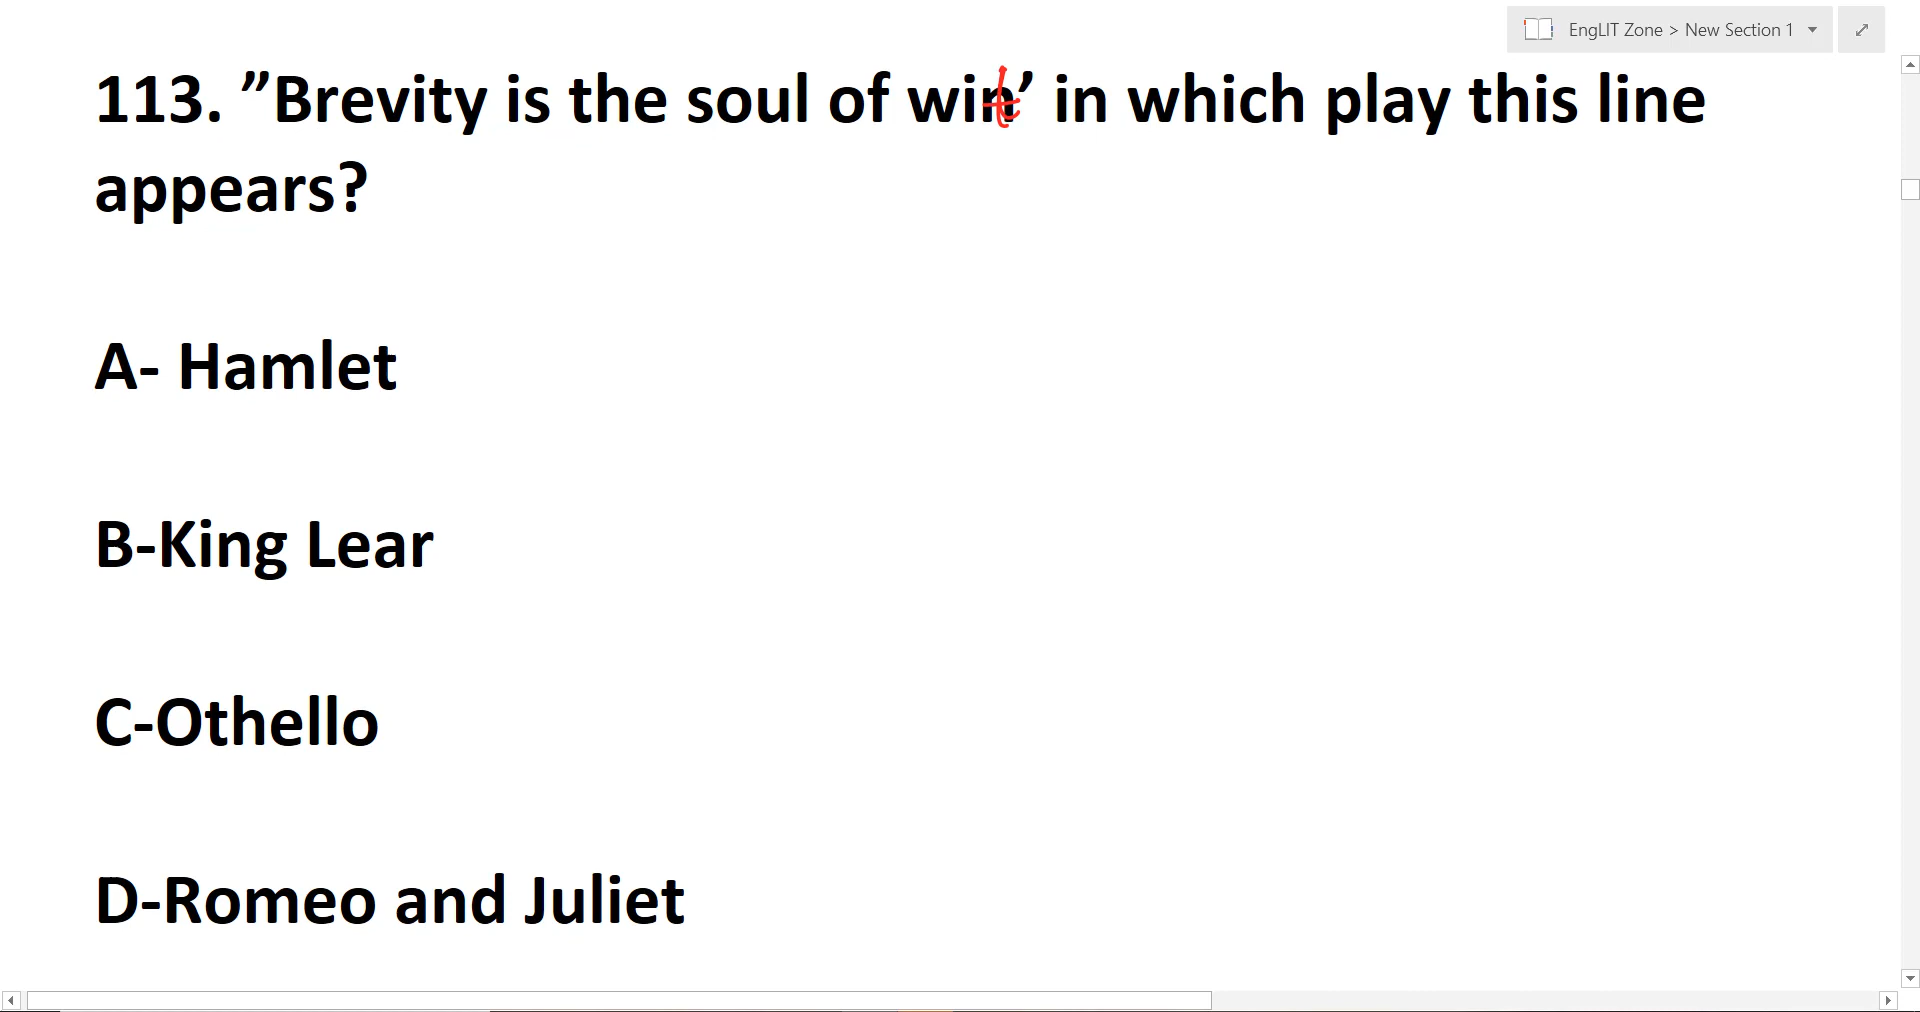 EngLIT Zone > New Section 1
113. ”Brevity is the soul of wit’ in which play this line
appears?
A- Hamlet
B-King Lear
C-Othello
D-Romeo and Juliet